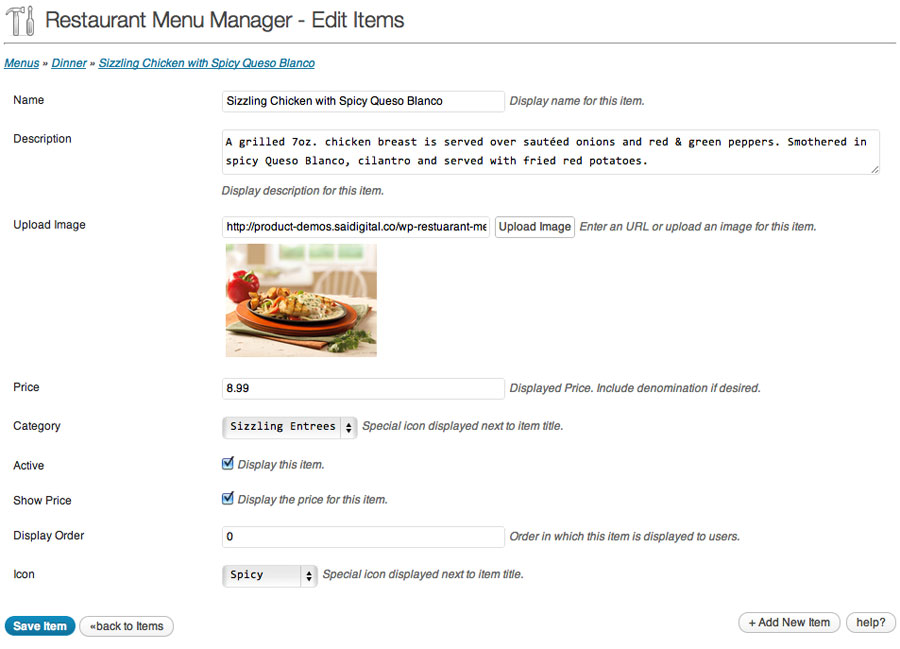 Restaurant Menu Manager - Edit Items
Menus » Dinner » Sizzling Chicken with Spicy Queso Blanco
Name
Sizzling Chicken with Spicy Queso Blanco
Display name for this item.
Description
A grilled 7oz. chicken breast is served over sautéed onions and red & green peppers. Smothered in
spicy Queso Blanco, cilantro and served with fried red potatoes.
Display description for this item.
Upload Image
http://product-demos.saidigital.co/wp-restuarant-me
Upload Image
Enter an URL or upload an image for this item.
Price
8.99
Displayed Price. Include denomination if desired.
Category
Sizzling Entrees
Special icon displayed next to item title.
Active
Display this item.
Show Price
Display the price for this item.
Display Order
0
Order in which this item is displayed to users.
Icon
Spicy
Special icon displayed next to item title.
Save Item
«back to Items
+ Add New Item
help?